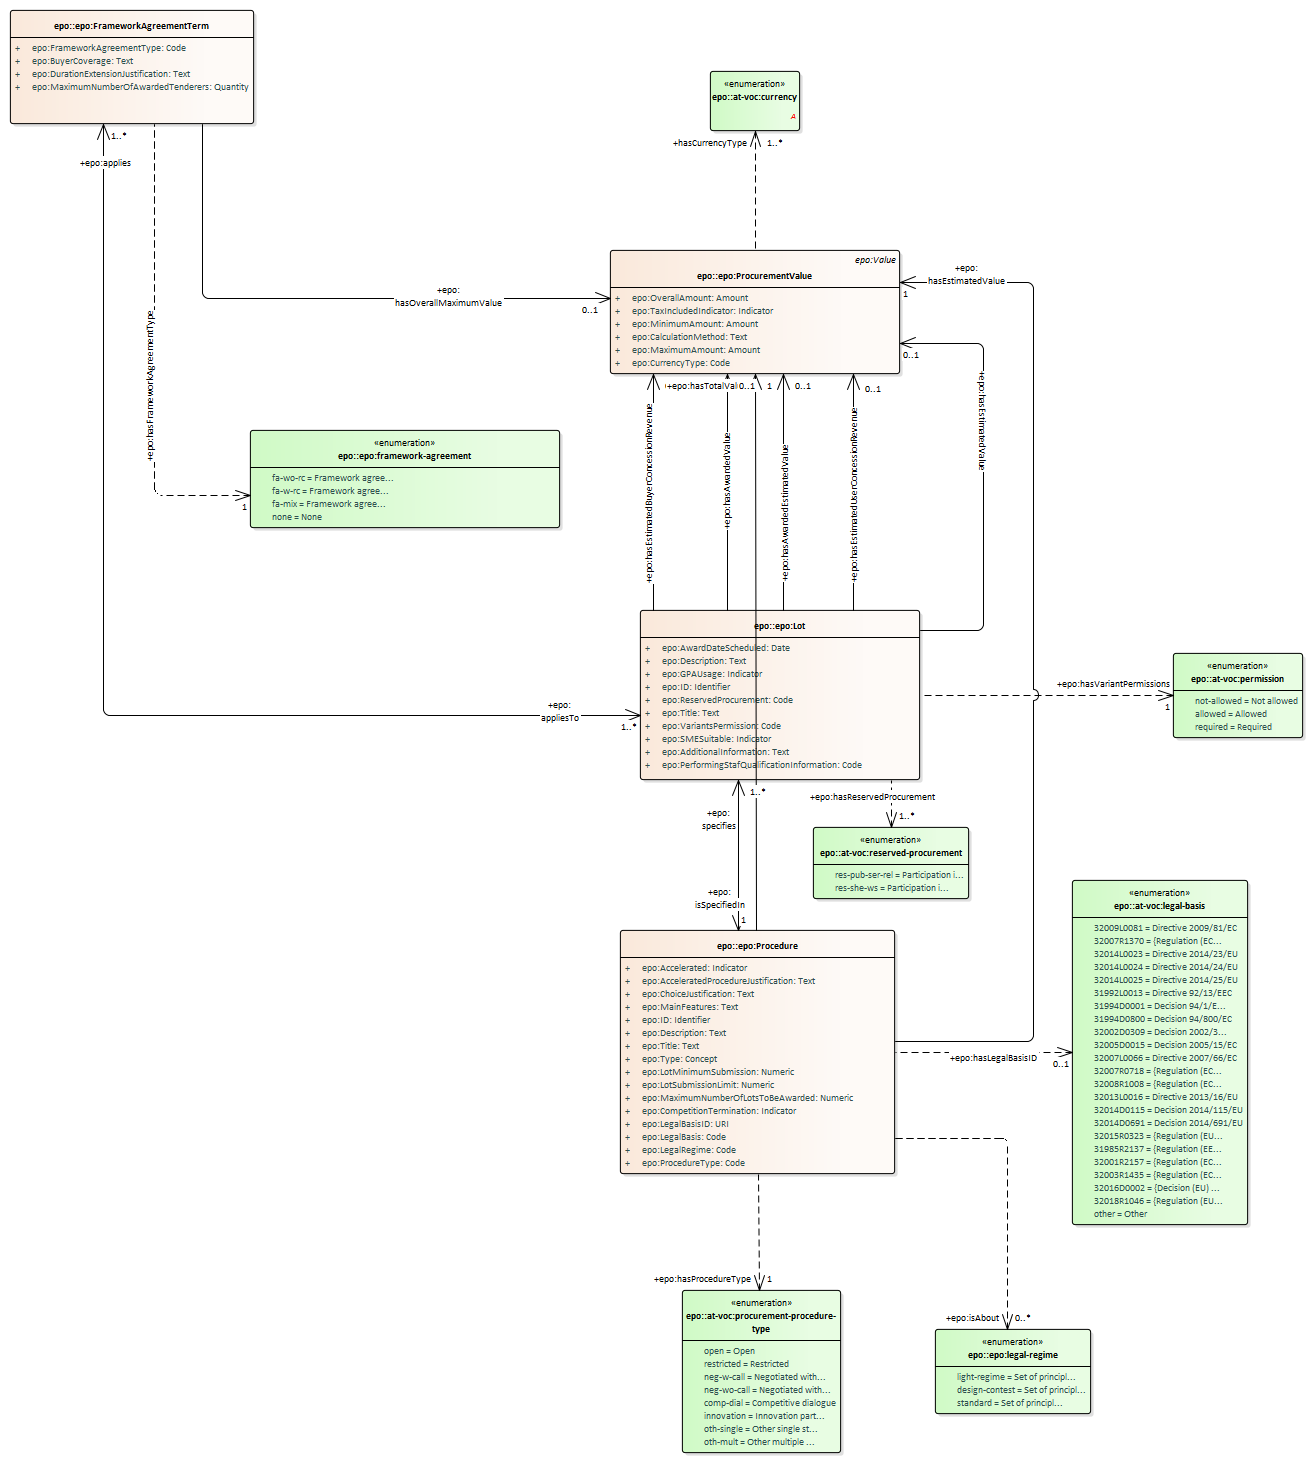 epo::epo:FrameworkAgreementTerm
+ epo:FrameworkAgreementType: Code
+ epo:BuyerCoverage: Text
+ epo:DurationExtensionJustification: Text
+ epo:MaximumNumberOfAwardedTenderers: Quantity
1..*
+epo:applies
«enumeration»
epo::at-voc:currency
A
+hasCurrencyType
1..*
epo:Value
epo::epo:ProcurementValue
+ epo:OverallAmount: Amount
+ epo:TaxIncludedIndicator: Indicator
+ epo:MinimumAmount: Amount
+ epo:CalculationMethod: Text
+ epo:MaximumAmount: Amount
+ epo:CurrencyType: Code
+epo:
hasEstimatedValue
1
+epo:
hasOverallMaximumValue
0..1
0..1
+epo:hasFrameworkAgreementType
1
+epo:hasTotalVal
0..1
1
0..1
0..1
+epo:hasEstimatedBuyerConcessionRevenue
+epo:hasAwardedValue
+epo:hasAwardedEstimatedValue
+epo:hasEstimatedUserConcessionRevenue
+epo:hasEstimatedValue
«enumeration»
epo::epo:framework-agreement
fa-wo-rc = Framework agree...
fa-w-rc = Framework agree...
fa-mix = Framework agree...
none = None
epo::epo:Lot
+ epo:AwardDateScheduled: Date
+ epo:Description: Text
+ epo:GPAUsage: Indicator
+ epo:ID: Identifier
+ epo:ReservedProcurement: Code
+ epo:Title: Text
+ epo:VariantsPermission: Code
+ epo:SMESuitable: Indicator
+ epo:AdditionalInformation: Text
+ epo:PerformingStafQualificationInformation: Code
+epo:
appliesTo
1..*
+epo:hasVariantPermissions
1
«enumeration»
epo::at-voc:permission
not-allowed = Not allowed
allowed = Allowed
required = Required
1..*
+epo:
specifies
+epo:hasReservedProcurement
1..*
«enumeration»
epo::at-voc:reserved-procurement
res-pub-ser-rel = Participation i...
res-she-ws = Participation i...
+epo:
isSpecifiedIn
1
epo::epo:Procedure
+ epo:Accelerated: Indicator
+ epo:AcceleratedProcedureJustification: Text
+ epo:ChoiceJustification: Text
+ epo:MainFeatures: Text
+ epo:ID: Identifier
+ epo:Description: Text
+ epo:Title: Text
+ epo:Type: Concept
+ epo:LotMinimumSubmission: Numeric
+ epo:LotSubmissionLimit: Numeric
+ epo:MaximumNumberOfLotsToBeAwarded: Numeric
+ epo:CompetitionTermination: Indicator
+ epo:LegalBasisID: URI
+ epo:LegalBasis: Code
+ epo:LegalRegime: Code
+ epo:ProcedureType: Code
+epo:hasLegalBasisID
0..1
«enumeration»
epo::at-voc:legal-basis
32009L0081 = Directive 2009/81/EC
32007R1370 = {Regulation (EC...
32014L0023 = Directive 2014/23/EU
32014L0024 = Directive 2014/24/EU
32014L0025 = Directive 2014/25/EU
31992L0013 = Directive 92/13/EEC
31994D0001 = Decision 94/1/E...
31994D0800 = Decision 94/800/EC
32002D0309 = Decision 2002/3...
32005D0015 = Decision 2005/15/EC
32007L0066 = Directive 2007/66/EC
32007R0718 = {Regulation (EC...
32008R1008 = {Regulation (EC...
32013L0016 = Directive 2013/16/EU
32014D0115 = Decision 2014/115/EU
32014D0691 = Decision 2014/691/EU
32015R0323 = {Regulation (EU...
31985R2137 = {Regulation (EE...
32001R2157 = {Regulation (EC...
32003R1435 = {Regulation (EC...
32016D0002 = {Decision (EU) ...
32018R1046 = {Regulation (EU...
other = Other
+epo:hasProcedureType
1
«enumeration»
epo::at-voc:procurement-procedure-
type
open = Open
restricted = Restricted
neg-w-call = Negotiated with...
neg-wo-call = Negotiated with...
comp-dial = Competitive dialogue
innovation = Innovation part...
oth-single = Other single st...
oth-mult = Other multiple ...
+epo:isAbout
0..*
«enumeration»
epo::epo:legal-regime
light-regime = Set of principl...
design-contest = Set of principl...
standard = Set of principl...